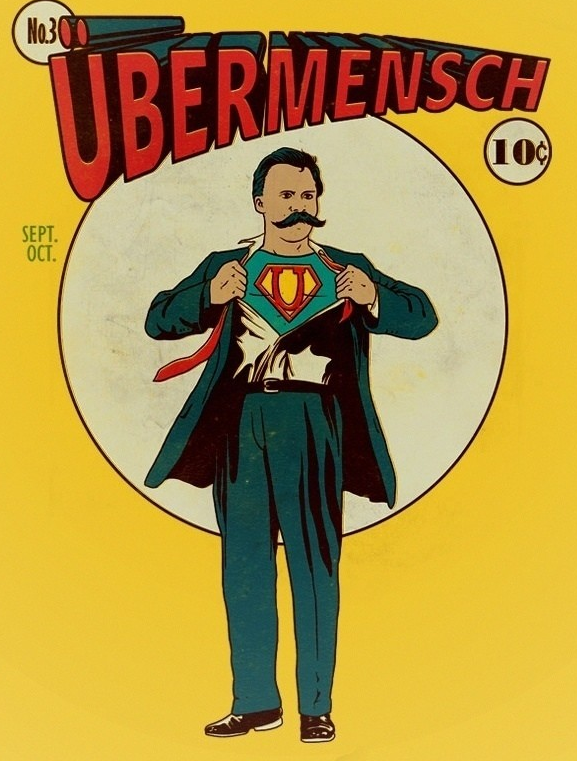 No.3
ÜBERMENSCH
10¢
SEPT.
OCT.
U